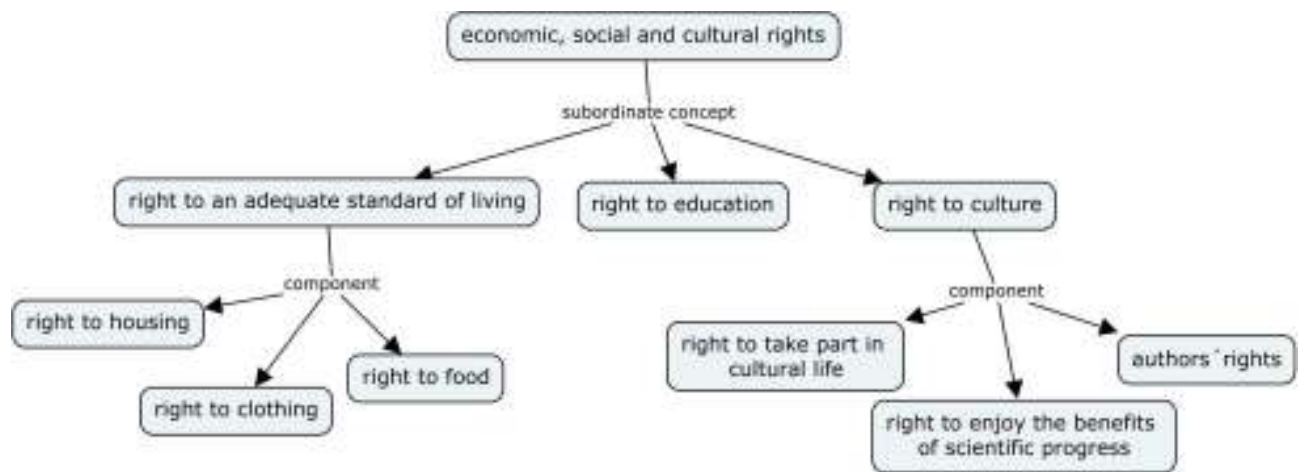 economic, social and cultural rights
subordinate concept
right to an adequate standard of living
right to education
right to culture
component
component
right to housing
right to take part in
cultural life
authors´rights
right to food
right to clothing
right to enjoy the benefits
of scientific progress